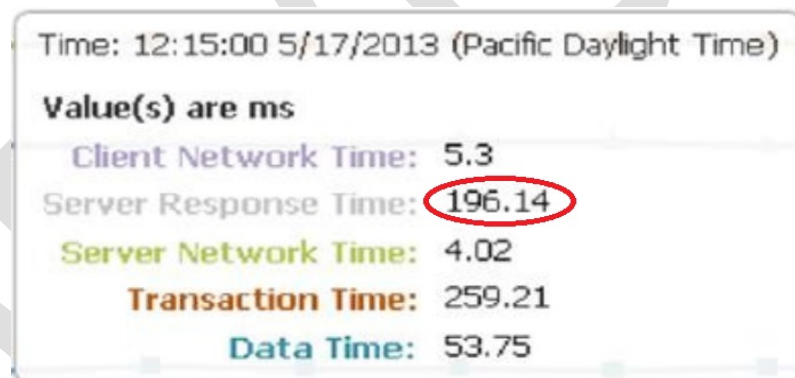 Time: 12:15:00 5/17/2013 (Pacific Daylight Time)
Value(s) are ms
Client Network Time: 5.3
Server Response Time: 196.14
Server Network Time: 4.02
Transaction Time: 259.21
Data Time: 53.75